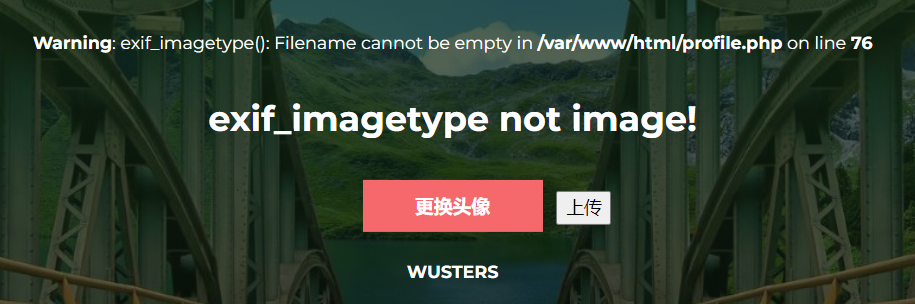 Warning: exif_imagetype(): Filename cannot be empty in /var/www/html/profile.php on line 76
exif_imagetype not image!
更换头像 上传
WUSTERS